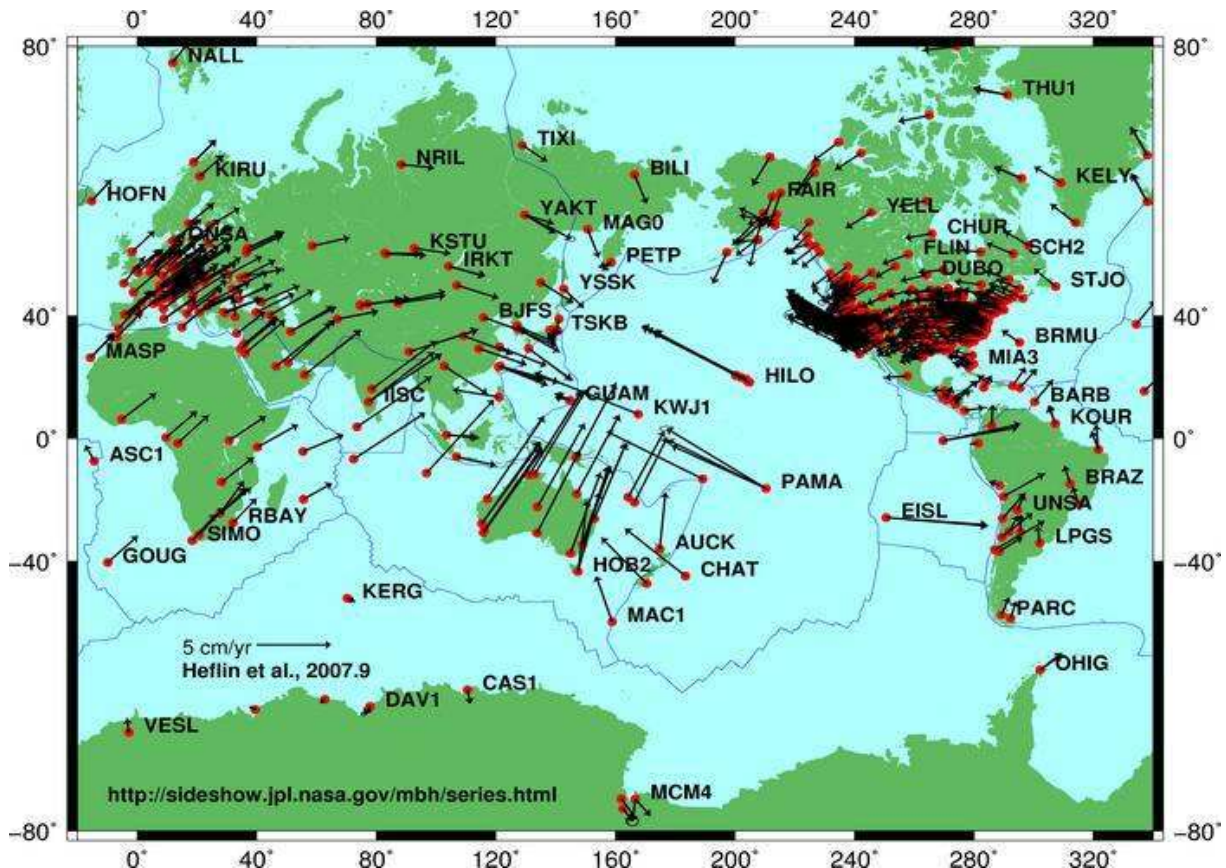 0° 40° 80° 120° 160° 200° 240° 280° 320°
80° 80°
NALL
THU1
TIXI
NRIL
BILI
KIRU
KELY
HOFN
FAIR
YAKT
YELL
MAG0
CHUR
ONSA
KSTU
FLIN
SCH2
PETP
IRKT
DUBO
YSSK
STJO
40° 40°
BJFS
TSKB
BRMU
MASP
MIA3
HILO
IISC
GUAM
BARB
KWJ1
KOUR
0° 0°
ASC1
PAMA
BRAZ
UNSA
RBAY
EISL
SIMO
LPGS
AUCK
GOUG
−40° −40°
HOB2
CHAT
KERG
MAC1
PARC
5 cm/yr
Heflin et al., 2007.9
OHIG
CAS1
DAV1
VESL
http://sideshow.jpl.nasa.gov/mbh/series.html
MCM4
−80° −80°
0° 40° 80° 120° 160° 200° 240° 280° 320°